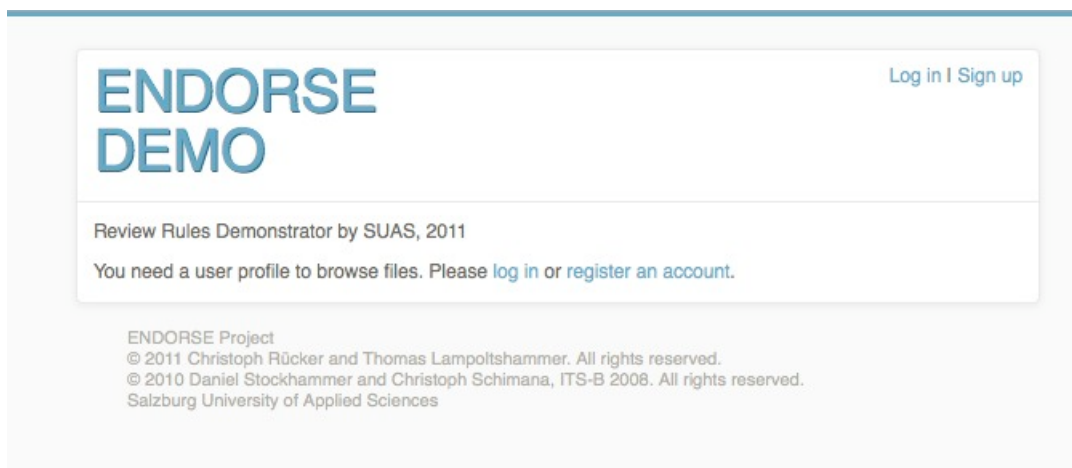 ENDORSE
DEMO
Log in I Sign up
Review Rules Demonstrator by SUAS, 2011
You need a user profile to browse files. Please log in or register an account.
ENDORSE Project
© 2011 Christoph Rücker and Thomas Lampoltshammer. All rights reserved.
© 2010 Daniel Stockhammer and Christoph Schimana, ITS-B 2008. All rights reserved.
Salzburg University of Applied Sciences